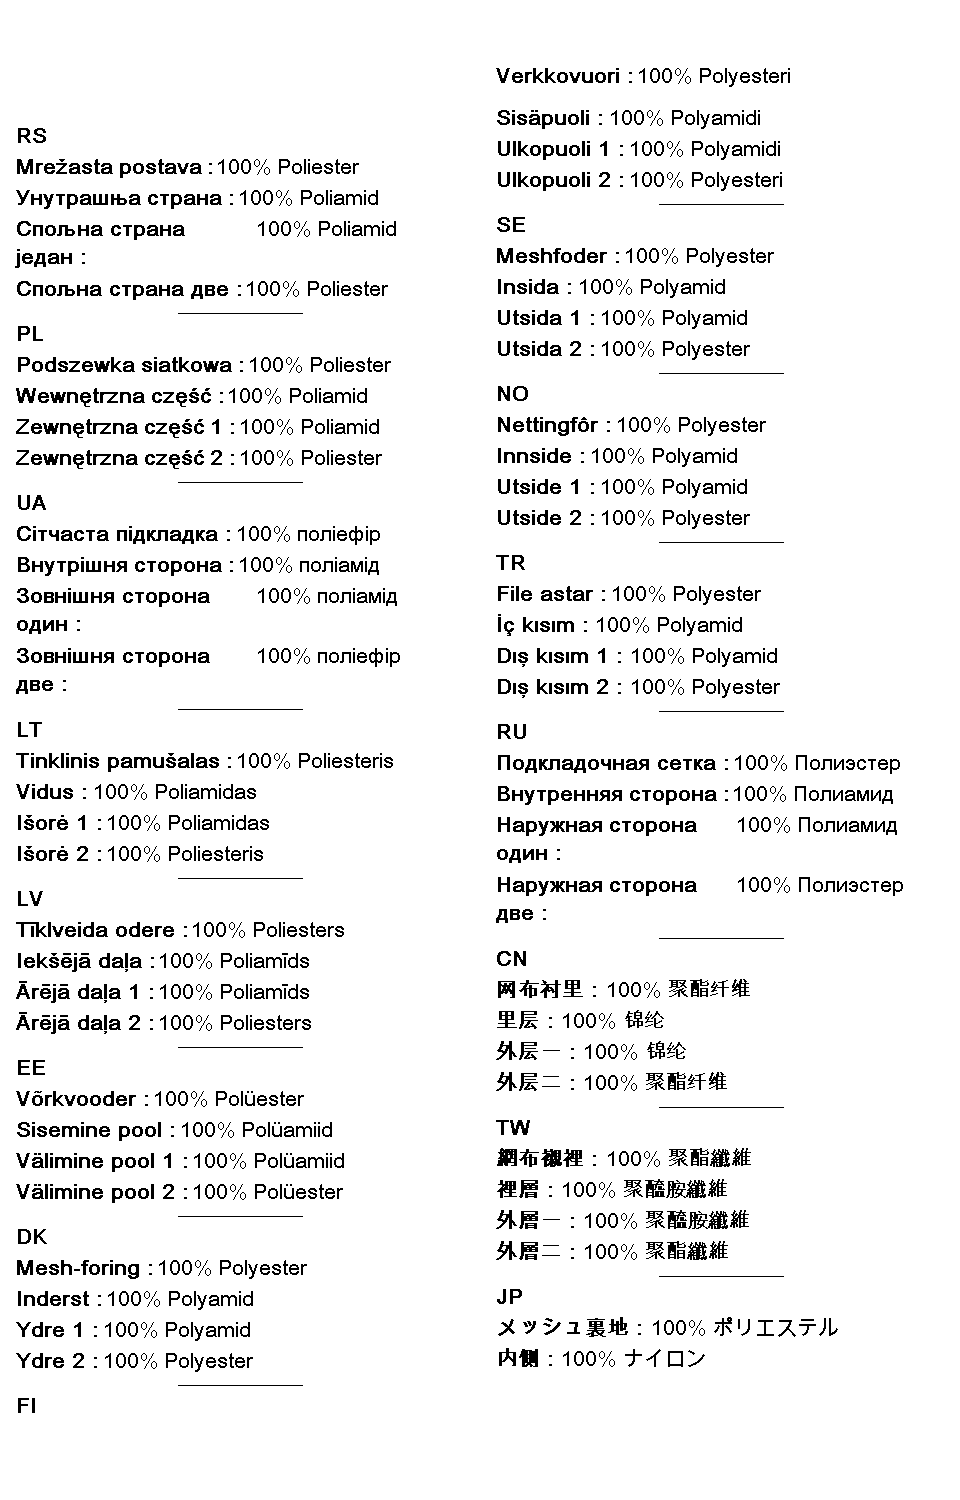 RS
Mrežasta postava : 100% Poliester
Унутрашња страна : 100% Poliamid
Спољна страна 100% Poliamid
један :
Спољна страна две : 100% Poliester
PL
Podszewka siatkowa : 100% Poliester
Wewnętrzna część : 100% Poliamid
Zewnętrzna część 1 : 100% Poliamid
Zewnętrzna część 2 : 100% Poliester
UA
Сітчаста підкладка : 100% поліефір
Внутрішня сторона : 100% поліамід
Зовнішня сторона 100% поліамід
один :
Зовнішня сторона 100% поліефір
две :
LT
Tinklinis pamušalas : 100% Poliesteris
Vidus : 100% Poliamidas
Išorė 1 : 100% Poliamidas
Išorė 2 : 100% Poliesteris
LV
Tīklveida odere : 100% Poliesters
Iekšējā daļa : 100% Poliamīds
Ārējā daļa 1 : 100% Poliamīds
Ārējā daļa 2 : 100% Poliesters
EE
Võrkvooder : 100% Polüester
Sisemine pool : 100% Polüamiid
Välimine pool 1 : 100% Polüamiid
Välimine pool 2 : 100% Polüester
DK
Mesh-foring : 100% Polyester
Inderst : 100% Polyamid
Ydre 1 : 100% Polyamid
Ydre 2 : 100% Polyester
FI
Verkkovuori : 100% Polyesteri
Sisäpuoli : 100% Polyamidi
Ulkopuoli 1 : 100% Polyamidi
Ulkopuoli 2 : 100% Polyesteri
SE
Meshfoder : 100% Polyester
Insida : 100% Polyamid
Utsida 1 : 100% Polyamid
Utsida 2 : 100% Polyester
NO
Nettingfôr : 100% Polyester
Innside : 100% Polyamid
Utside 1 : 100% Polyamid
Utside 2 : 100% Polyester
TR
File astar : 100% Polyester
İç kısım : 100% Polyamid
Dış kısım 1 : 100% Polyamid
Dış kısım 2 : 100% Polyester
RU
Подкладочная сетка : 100% Полиэстер
Внутренняя сторона : 100% Полиамид
Наружная сторона 100% Полиамид
один :
Наружная сторона 100% Полиэстер
две :
CN
网布衬里 : 100% 聚酯纤维
里层 : 100% 锦纶
外层一 : 100% 锦纶
外层二 : 100% 聚酯纤维
TW
網布襯裡 : 100% 聚酯纖維
裡層 : 100% 聚醯胺纖維
外層一 : 100% 聚醯胺纖維
外層二 : 100% 聚酯纖維
JP
メッシュ裏地 : 100% ポリエステル
内側 : 100% ナイロン